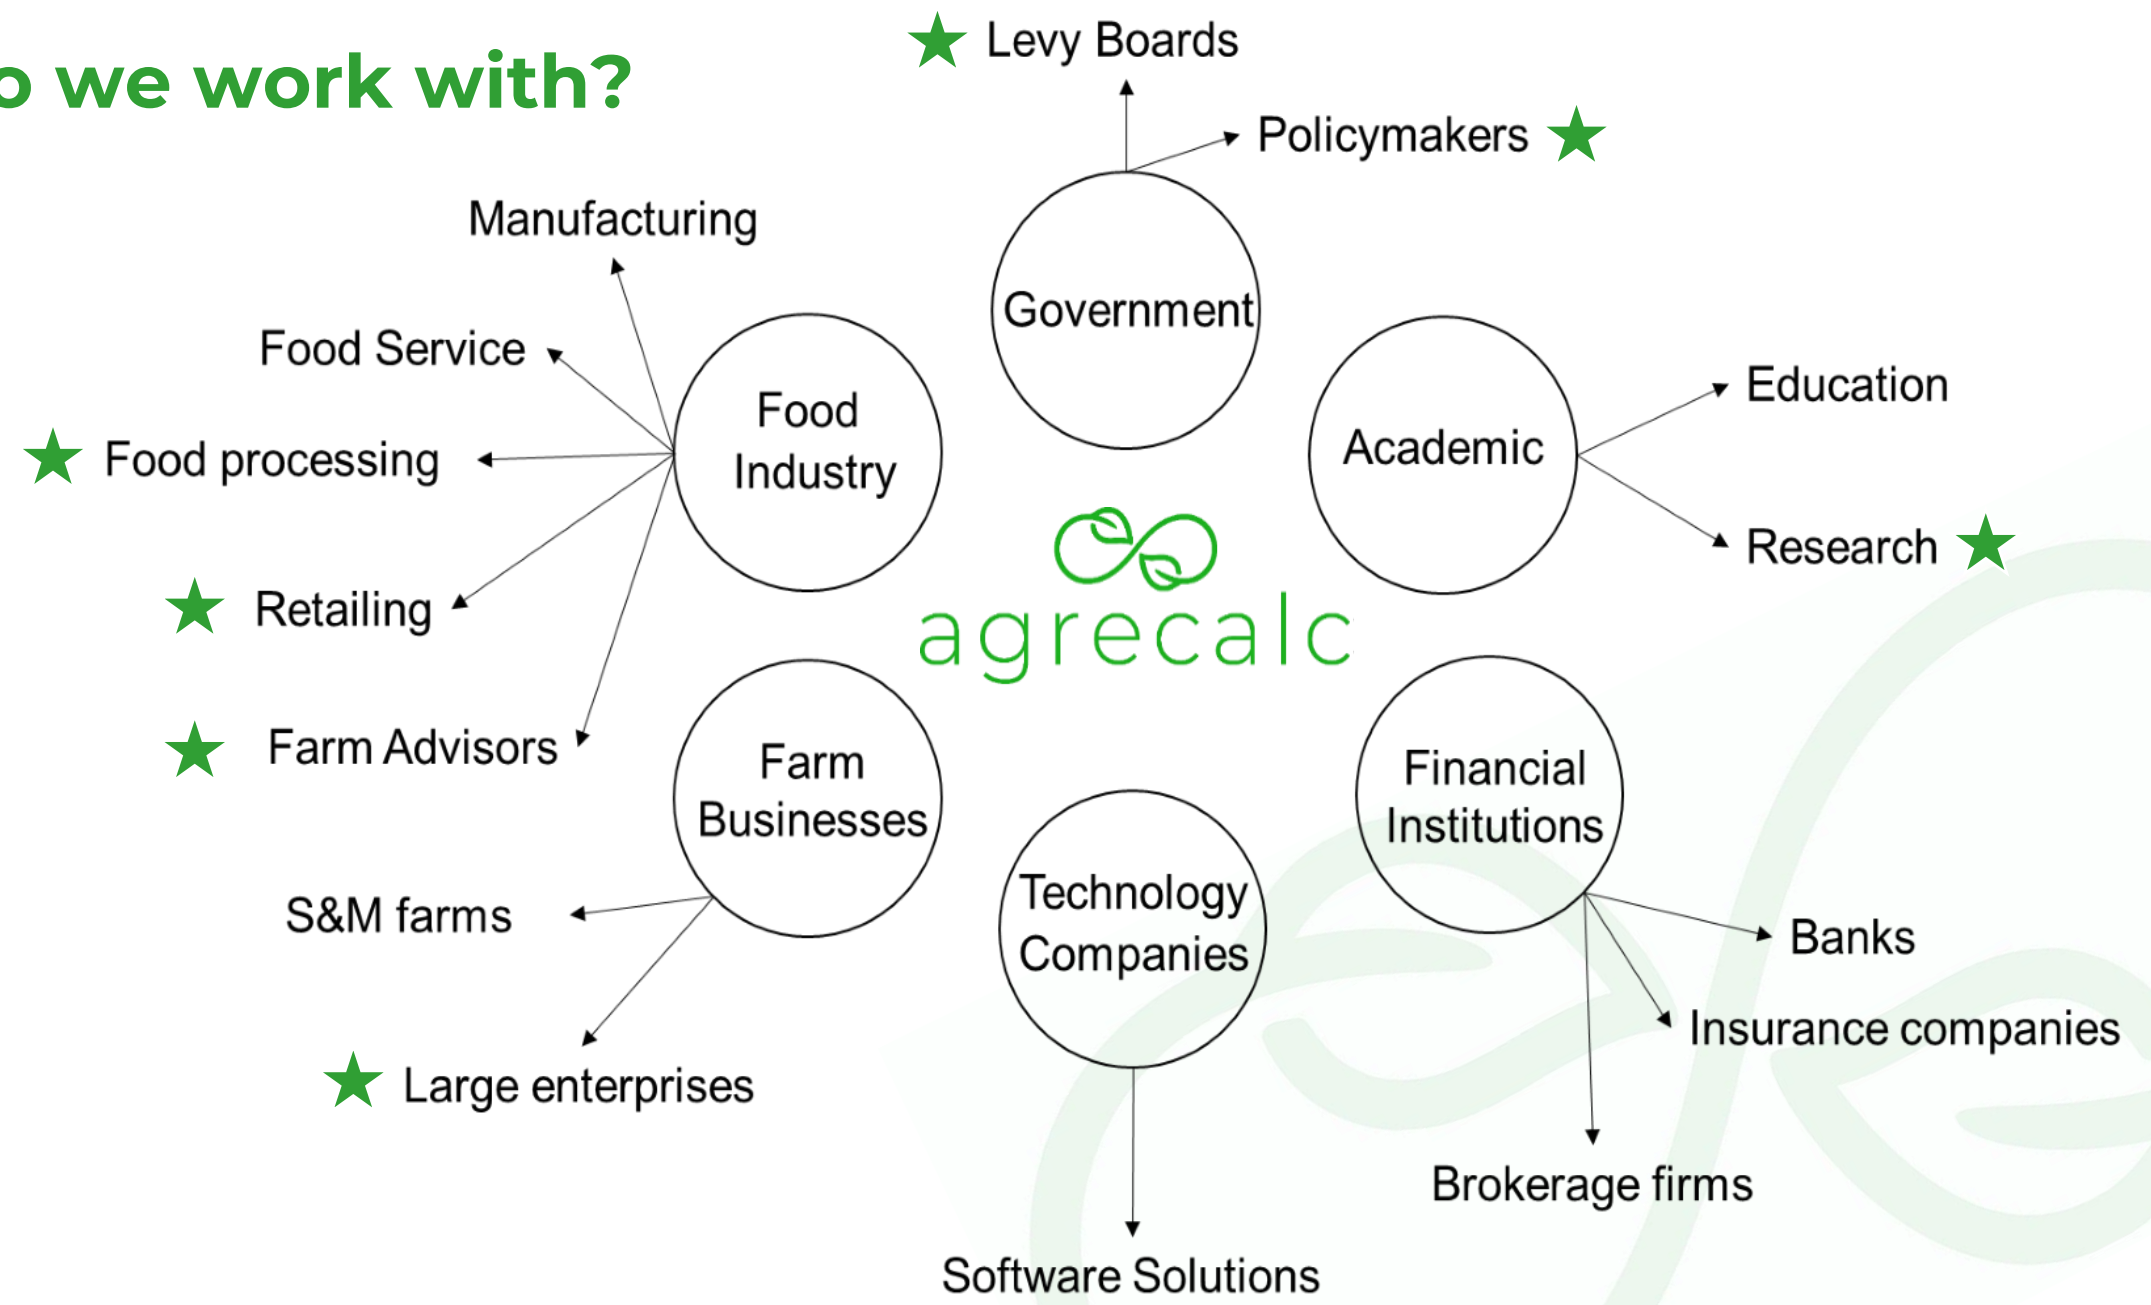 o we work with?
Levy Boards
Policymakers
Manufacturing
Government
Food Service
Food
Industry
Academic
Education
Food processing
Research
Retailing
agrecalc
Farm Advisors
Farm
Businesses
Financial
Institutions
Technology
Companies
S&M farms
Banks
Insurance companies
Large enterprises
Brokerage firms
Software Solutions